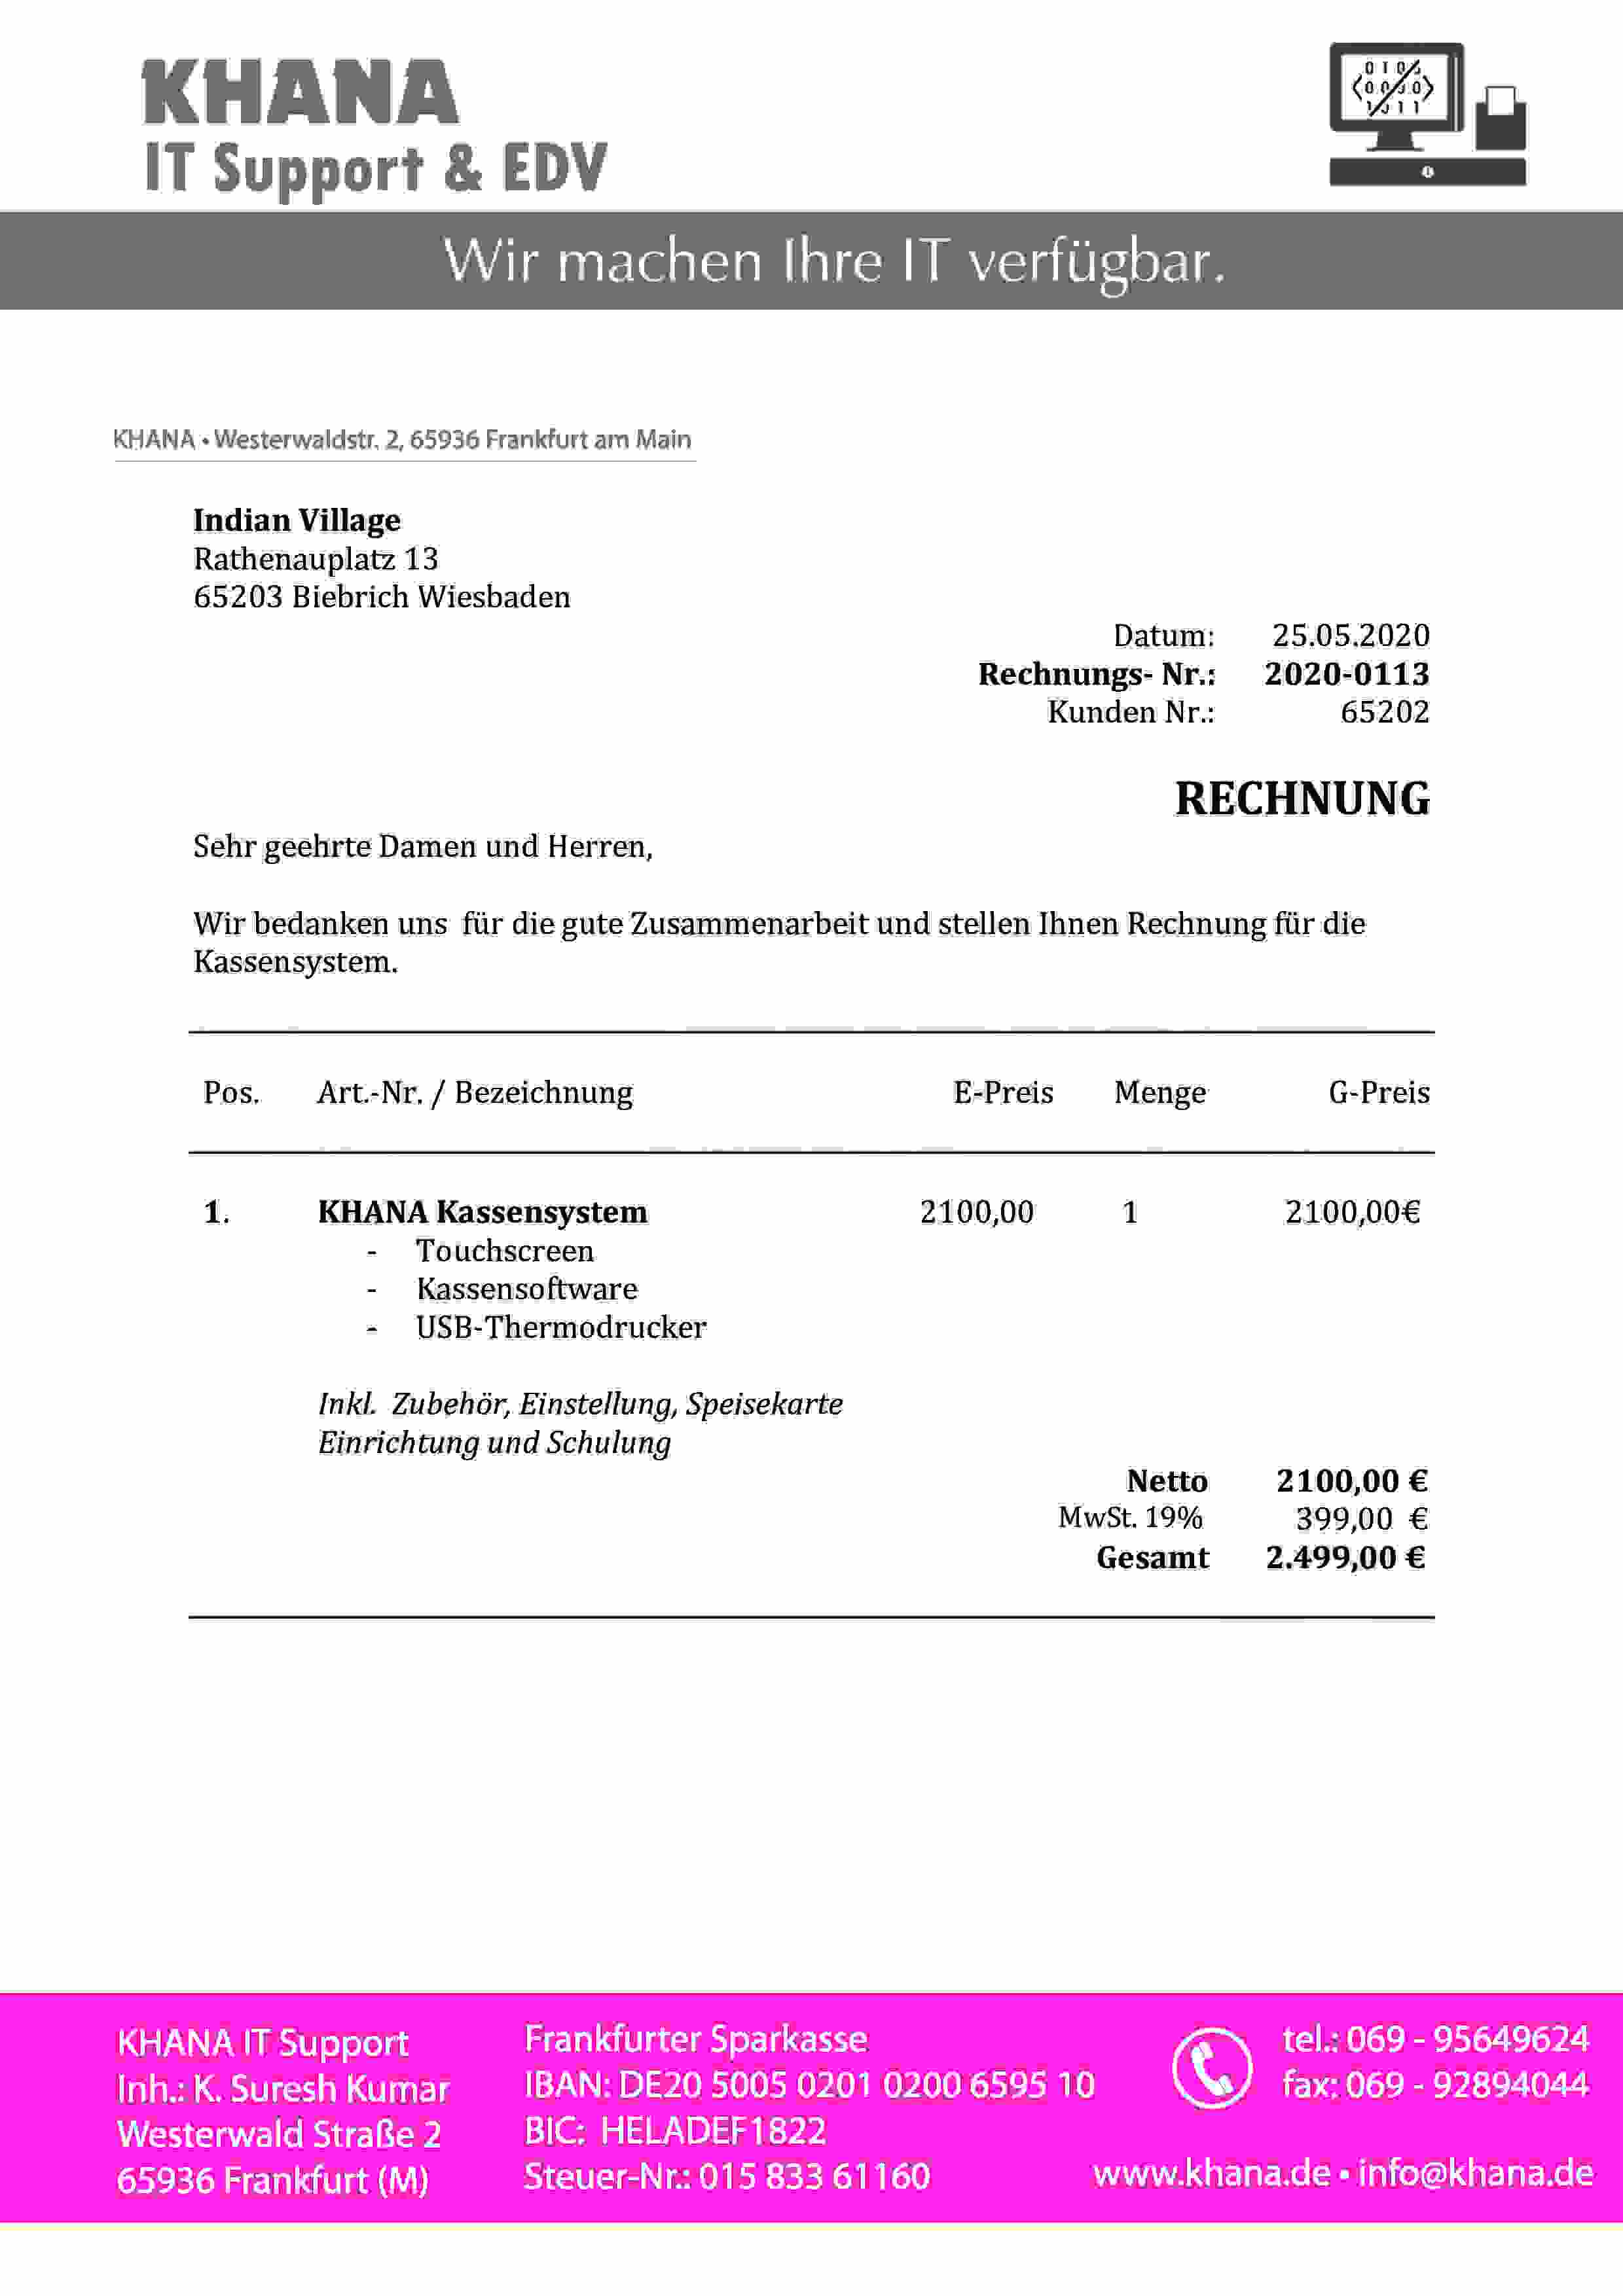 KHANA
IT Support & EDV
Wir machen Ihre IT verfügbar.
KHANA • Westerwaldstr. 2, 65936 Frankfurt am Main
Indian Village
Rathenauplatz 13
65203 Biebrich Wiesbaden
Datum: 25.05.2020
Rechnungs- Nr.: 2020-0113
Kunden Nr.: 65202
RECHNUNG
Sehr geehrte Damen und Herren,
Wir bedanken uns für die gute Zusammenarbeit und stellen Ihnen Rechnung für die
Kassensystem.
Pos. Art.-Nr. / Bezeichnung E-Preis Menge G-Preis
1. KHANA Kassensystem 2100,00 1 2100,00€
- Touchscreen
- Kassensoftware
- USB-Thermodrucker
Inkl. Zubehör, Einstellung, Speisekarte
Einrichtung und Schulung
Netto 2100,00 €
MwSt. 19% 399,00 €
Gesamt 2.499,00 €
KHANA IT Support
Inh.: K. Suresh Kumar
Westerwald Straße 2
65936 Frankfurt (M)
Frankfurter Sparkasse
IBAN: DE20 5005 0201 0200 6595 10
BIC: HELADEF1822
Steuer-Nr.: 015 833 61160
tel.: 069 - 95649624
fax: 069 - 92894044
www.khana.de • info@khana.de